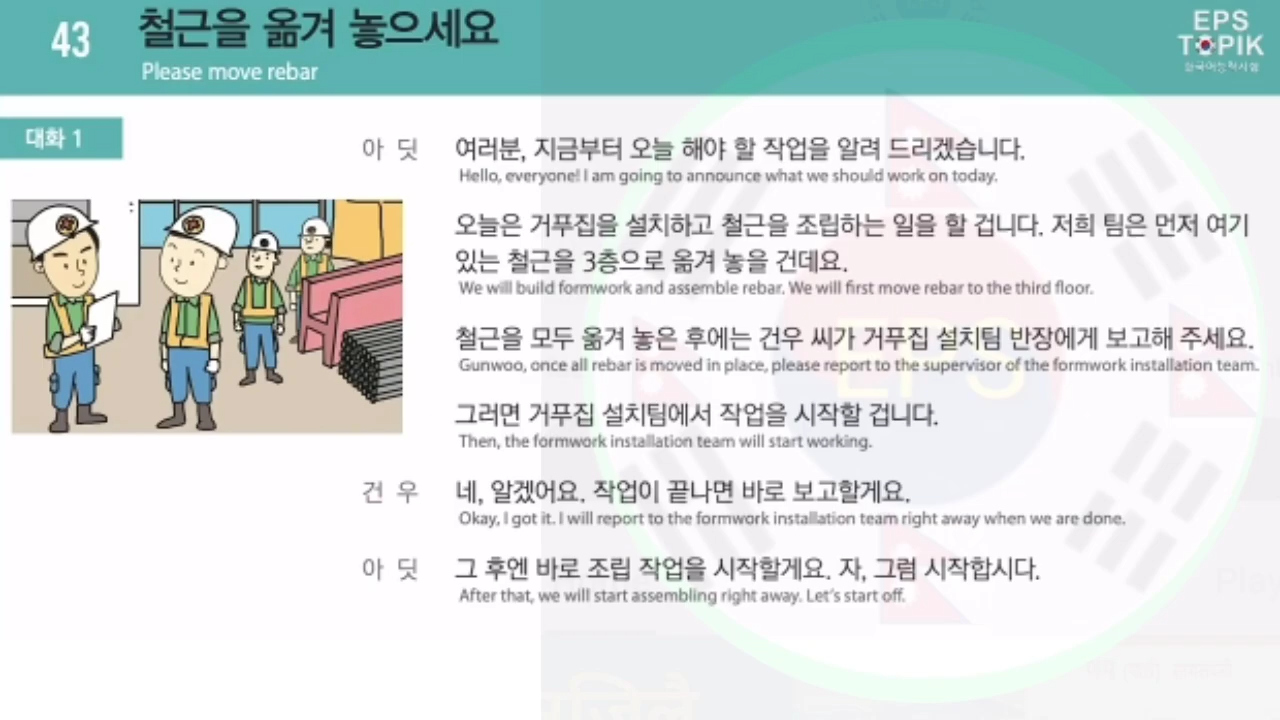 43
철근을 옮겨 놓으세요
Please move rebar
EPS
TOPIK
한국어능력시험
대화 1
아 딧
여러분, 지금부터 오늘 해야 할 작업을 알려 드리겠습니다.
Hello, everyone! I am going to announce what we should work on today.
오늘은 거푸집을 설치하고 철근을 조립하는 일을 할 겁니다. 저희 팀은 먼저 여기
있는 철근을 3층으로 옮겨 놓을 건데요.
We will build formwork and assemble rebar. We will first move rebar to the third floor.
철근을 모두 옮겨 놓은 후에는 건우 씨가 거푸집 설치팀 반장에게 보고해 주세요.
Gunwoo, once all rebar is moved in place, please report to the supervisor of the formwork installation team.
EPS
그러면 거푸집 설치팀에서 작업을 시작할 겁니다.
Then, the formwork installation team will start working.
건 우
네, 알겠어요. 작업이 끝나면 바로 보고할게요.
Okay, I got it. I will report to the formwork installation team right away when we are done.
아 딧
그 후엔 바로 조립 작업을 시작할게요. 자, 그럼 시작합시다.
After that, we will start assembling right away. Let's start off.
Play